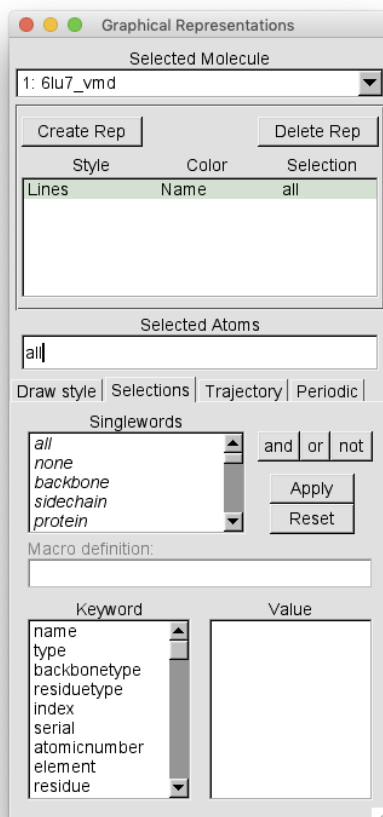 Graphical Representations
Selected Molecule
1: 6lu7_vmd
Create Rep Delete Rep
Style Color Selection
Lines Name all
Selected Atoms
all
Draw style Selections Trajectory Periodic
Singlewords
all
none
backbone
sidechain
protein
and or not
Apply
Reset
Macro definition:
Keyword Value
name
type
backbonetype
residuetype
index
serial
atomicnumber
element
residue